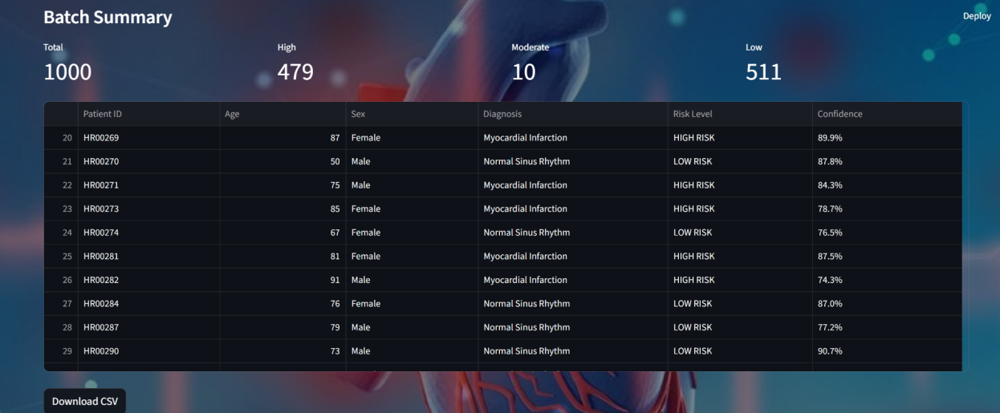 Batch Summary
Deploy
Total High Moderate Low
1000 479 10 511
Patient ID Age Sex Diagnosis Risk Level Confidence
20 HR00269 87 Female Myocardial Infarction HIGH RISK 89.9%
21 HR00270 50 Male Normal Sinus Rhythm LOW RISK 87.8%
22 HR00271 75 Male Myocardial Infarction HIGH RISK 84.3%
23 HR00273 85 Female Myocardial Infarction HIGH RISK 78.7%
24 HR00274 67 Female Normal Sinus Rhythm LOW RISK 76.5%
25 HR00281 81 Female Myocardial Infarction HIGH RISK 87.5%
26 HR00282 91 Male Myocardial Infarction HIGH RISK 74.3%
27 HR00284 76 Female Normal Sinus Rhythm LOW RISK 87.0%
28 HR00287 79 Male Normal Sinus Rhythm LOW RISK 77.2%
29 HR00290 73 Male Normal Sinus Rhythm LOW RISK 90.7%
Download CSV